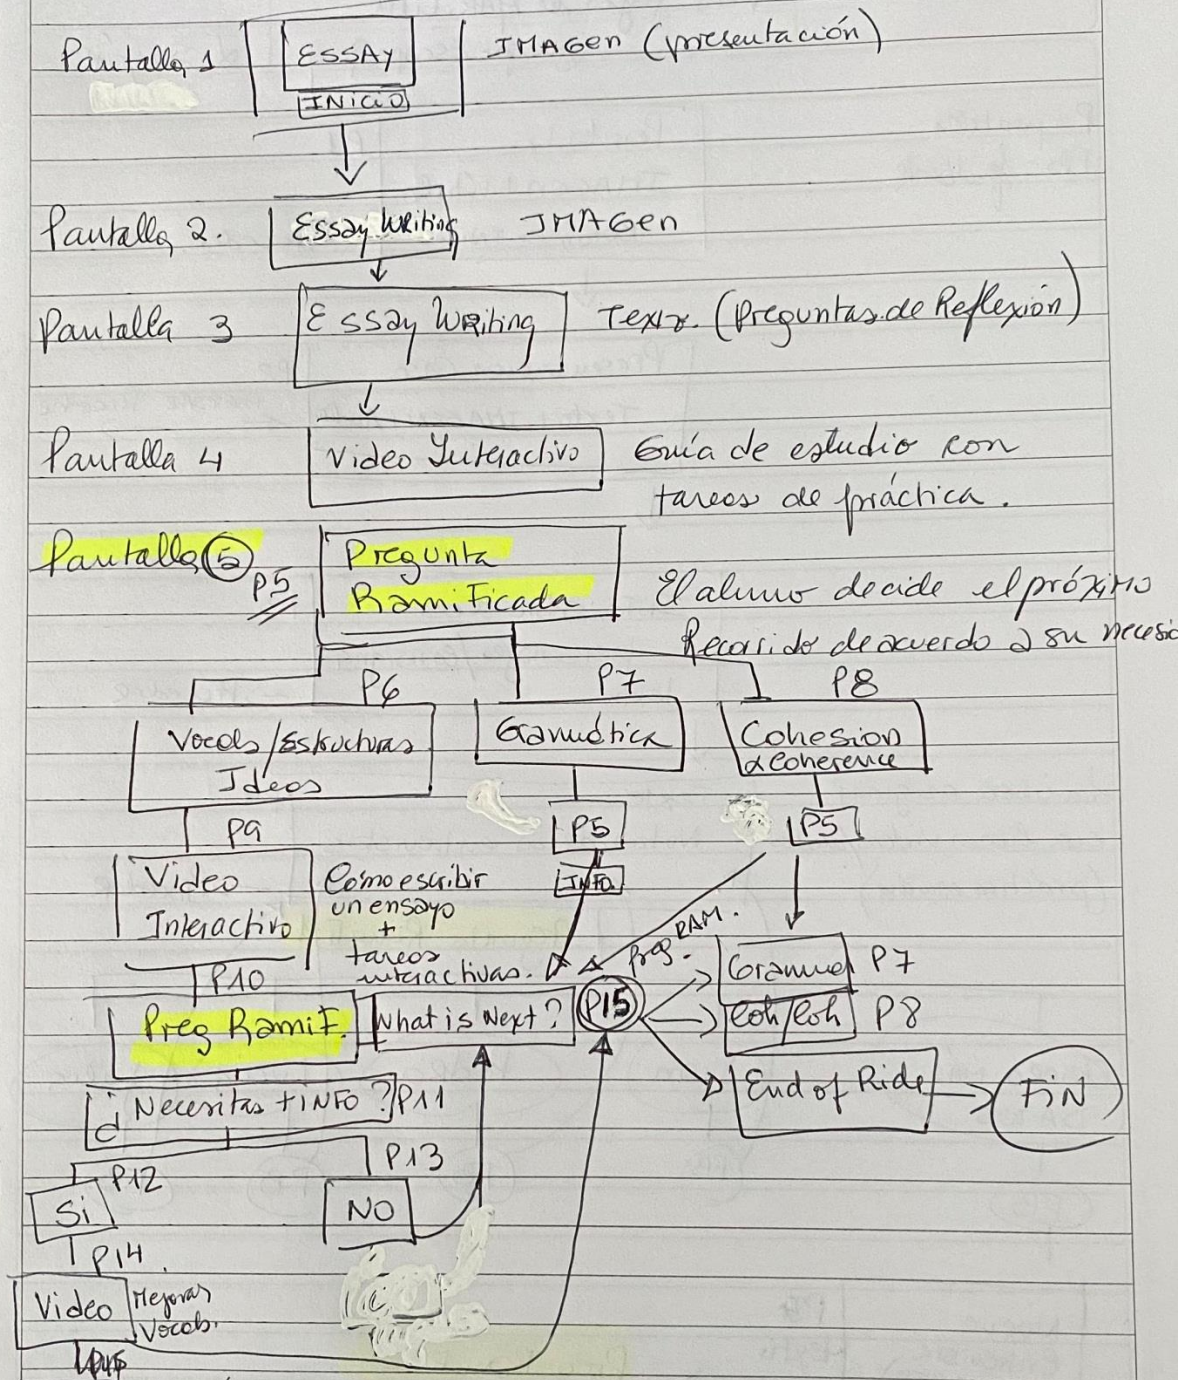 Pantalla 1 ESSAY IMAGen (presentación)
INICIO
Pantalla 2. Essay Writing IMAGen
Pantalla 3 Essay Writing Texto. (Preguntas de Reflexión)
Pantalla 4 Video Interactivo Guía de estudio con
tareas de práctica.
Pantalla 5 Pregunta
P5 Ramificada El alumno decide el próximo
Recorrido de acuerdo a su necesi
P6 P7 P8
Vocab/Estructuras Gramática Cohesion
Ideas & Coherence
P9 P5 P5
Video Cómo escribir INFO.
Interactivo un ensayo
+
tareas Preg. RAM.
interactivas.
P10 Gramat P7
Preg Ramif. What is Next? P15 Coh/Coh P8
¿Necesitas +INFO? P11 End of Ride FiN
P12 P13
Si NO
P14.
Video Mejoras
Vocab.